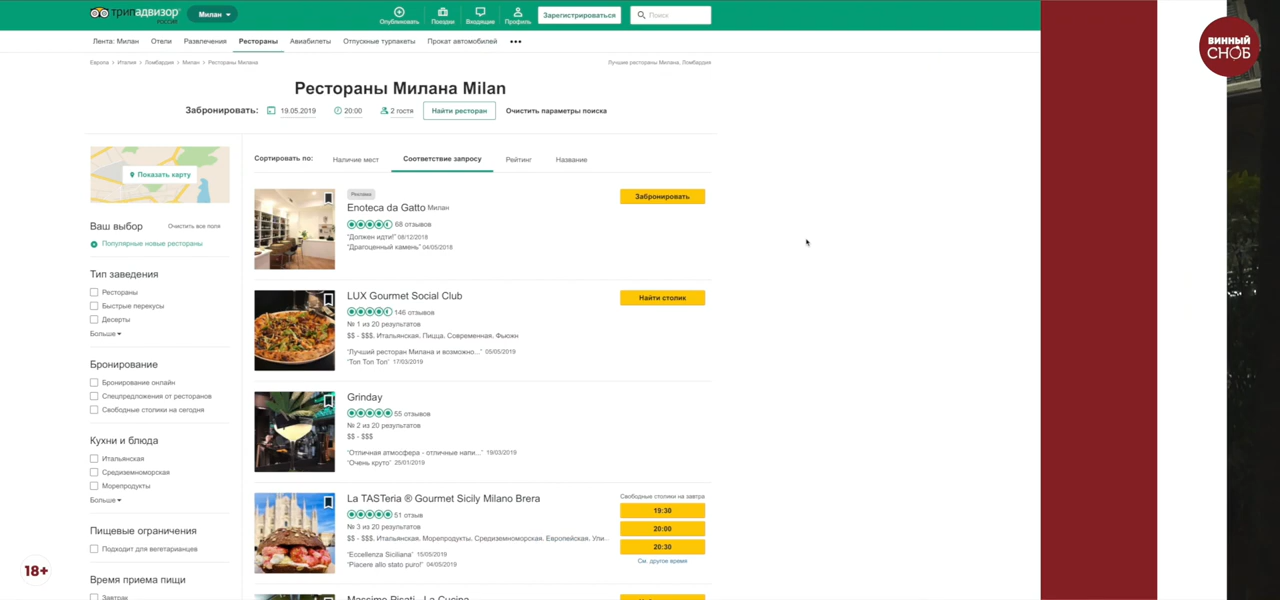 трипадвизор®
РОССИЯ
Милан
Опубликовать
Поездки
Входящие
Профиль
Зарегистрироваться
Поиск
ВИННЫЙ
СНОБ
Лента: Милан Отели Развлечения Рестораны Авиабилеты Отпускные турпакеты Прокат автомобилей •••
Европа > Италия > Ломбардия > Милан > Рестораны Милана
Лучшие рестораны Милана, Ломбардия
Рестораны Милана Milan
Забронировать: 19.05.2019 20:00 2 гостя Найти ресторан Очистить параметры поиска
Показать карту
Ваш выбор Очистить все поля
Популярные новые рестораны
Тип заведения
Рестораны
Быстрые перекусы
Десерты
Больше
Бронирование
Бронирование онлайн
Спецпредложения от ресторанов
Свободные столики на сегодня
Кухни и блюда
Итальянская
Средиземноморская
Морепродукты
Больше
Пищевые ограничения
Подходит для вегетарианцев
Время приема пищи
Завтрак
18+
Сортировать по: Наличие мест Соответствие запросу Рейтинг Название
Реклама
Enoteca da Gatto Милан
68 отзывов
"Должен идти!" 08/12/2018
"Драгоценный камень" 04/05/2018
Забронировать
LUX Gourmet Social Club
146 отзывов
№ 1 из 20 результатов
$$ - $$$, Итальянская, Пицца, Современная, Фьюжн
"Лучший ресторан Милана и возможно..." 05/05/2019
"Топ Топ Топ" 17/03/2019
Найти столик
Grinday
55 отзывов
№ 2 из 20 результатов
$$ - $$$
"Отличная атмосфера - отличные напи..." 19/03/2019
"Очень круто" 25/01/2019
La TASTeria ® Gourmet Sicily Milano Brera
51 отзыв
№ 3 из 20 результатов
$$ - $$$, Итальянская, Морепродукты, Средиземноморская, Европейская, Ули...
"Eccellenza Siciliana" 15/05/2019
"Piacere allo stato puro!" 04/05/2019
Свободные столики на завтра
19:30
20:00
20:30
См. другое время